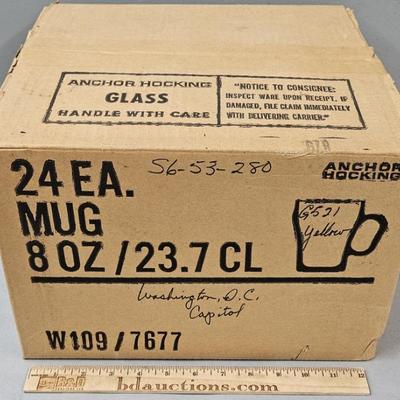 ANCHOR HOCKING
GLASS
HANDLE WITH CARE
"NOTICE TO CONSIGNEE:
INSPECT WARE UPON RECEIPT. IF
DAMAGED, FILE CLAIM IMMEDIATELY
WITH DELIVERING CARRIER."
S6-53-280
ANCHOR
HOCKING
24 EA.
MUG
8 OZ/23.7 CL
G521
Yellow
Washington, D.C.
Capitol
W109/7677
bdauctions.com